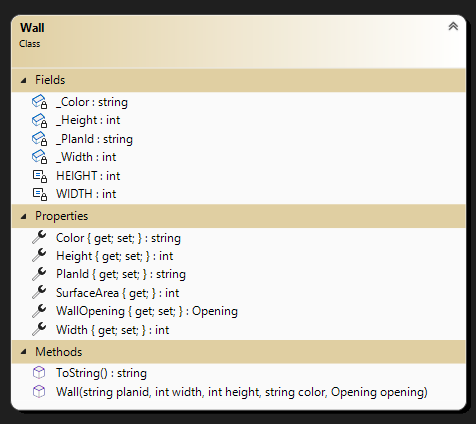 Wall
Class
Fields
_Color : string
_Height : int
_PlanId : string
_Width : int
HEIGHT : int
WIDTH : int
Properties
Color { get; set; } : string
Height { get; set; } : int
PlanId { get; set; } : string
SurfaceArea { get; } : int
WallOpening { get; set; } : Opening
Width { get; set; } : int
Methods
ToString() : string
Wall(string planid, int width, int height, string color, Opening opening)